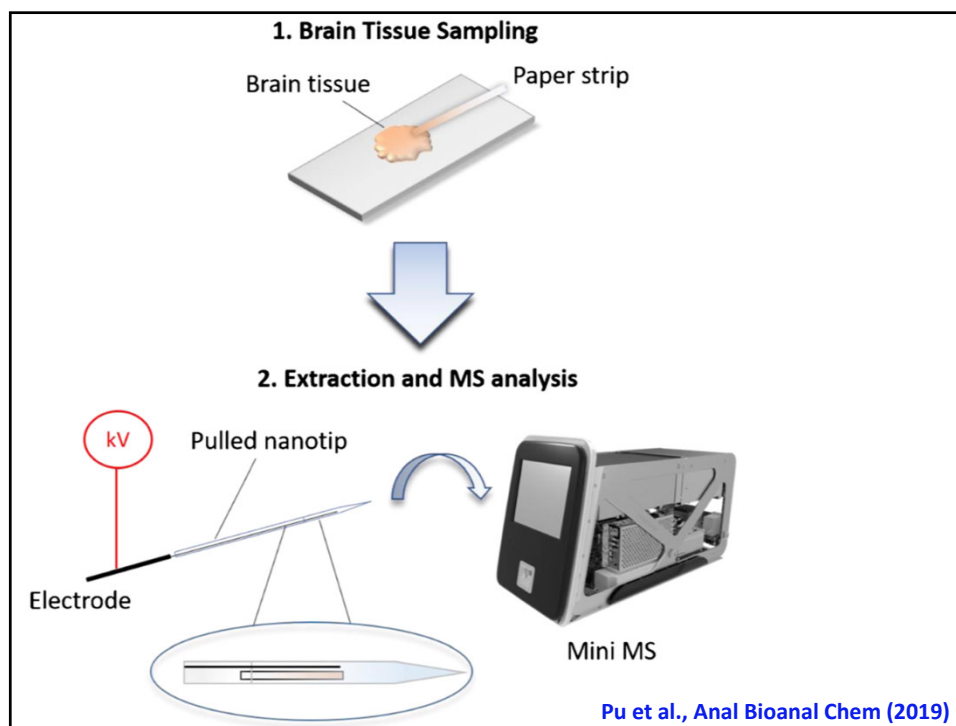 1. Brain Tissue Sampling
Brain tissue
Paper strip
2. Extraction and MS analysis
kV
Pulled nanotip
Electrode
Mini MS
Pu et al., Anal Bioanal Chem (2019)